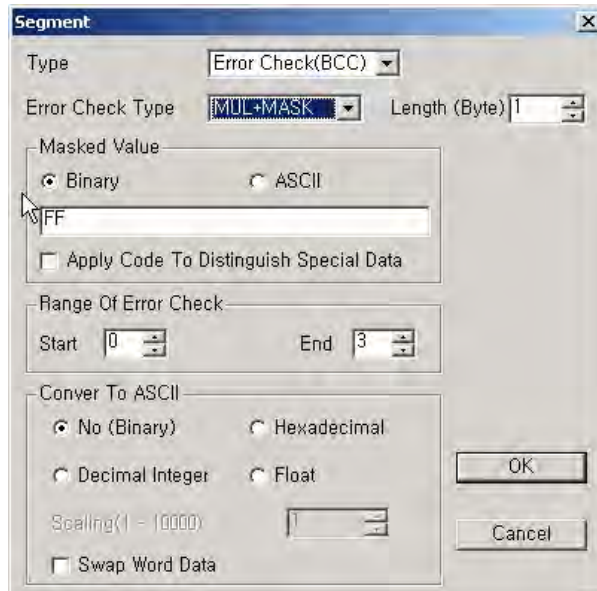 Segment
Type Error Check(BCC)
Error Check Type MUL+MASK Length (Byte) 1
Masked Value
Binary ASCII
FF
Apply Code To Distinguish Special Data
Range Of Error Check
Start 0 End 3
Conver To ASCII
No (Binary) Hexadecimal
Decimal Integer Float
OK
Scaling(1 - 10000) 1
Cancel
Swap Word Data